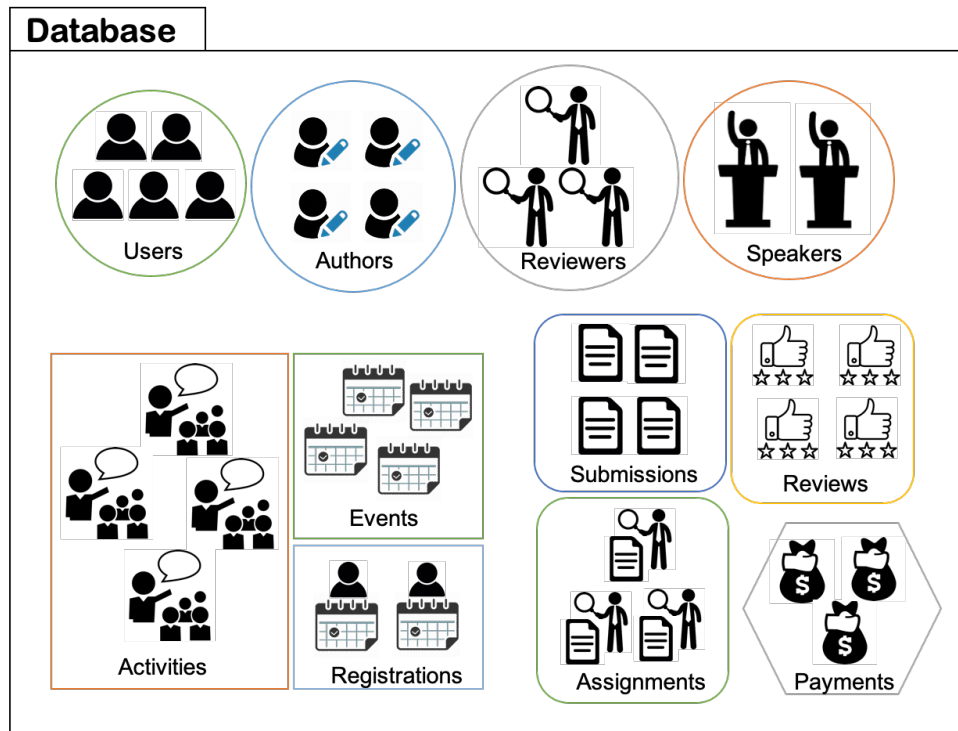 Database
Users
Authors
Reviewers
Speakers
Activities
Events
Registrations
Submissions
Reviews
Assignments
$
$
$
Payments